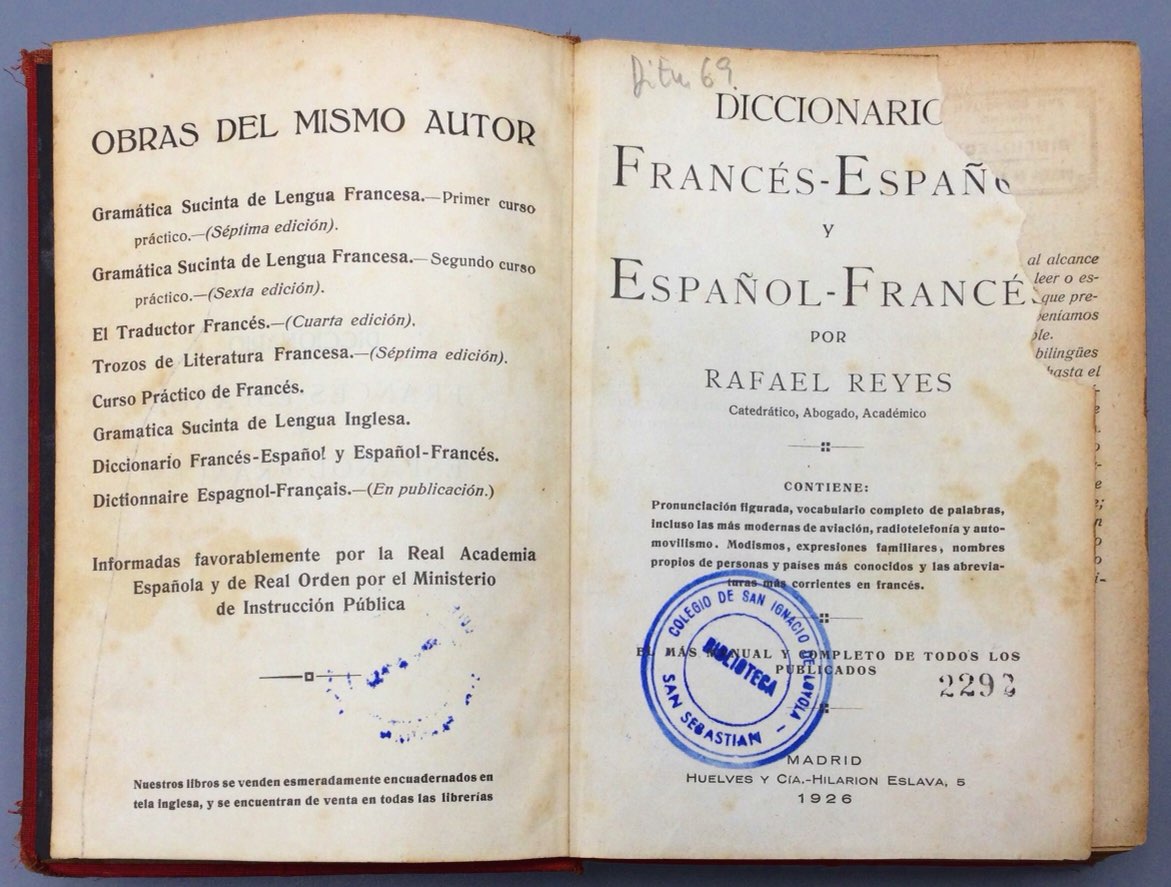 OBRAS DEL MISMO AUTOR
Gramática Sucinta de Lengua Francesa.—Primer curso
práctico.—(Séptima edición).
Gramática Sucinta de Lengua Francesa.—Segundo curso
práctico.—(Sexta edición).
El Traductor Francés.—(Cuarta edición).
Trozos de Literatura Francesa.—(Séptima edición).
Curso Práctico de Francés.
Gramatica Sucinta de Lengua Inglesa.
Diccionario Francés-Español y Español-Francés.
Dictionnaire Espagnol-Français.—(En publicación.)
Informadas favorablemente por la Real Academia
Española y de Real Orden por el Ministerio
de Instrucción Pública
Nuestros libros se venden esmeradamente encuadernados en
tela inglesa, y se encuentran de venta en todas las librerías
69
DICCIONARIO
FRANCÉS-ESPAÑO
Y
ESPAÑOL-FRANCÉS
POR
RAFAEL REYES
Catedrático, Abogado, Académico
CONTIENE:
Pronunciación figurada, vocabulario completo de palabras,
incluso las más modernas de aviación, radiotelefonía y auto-
movilismo. Modismos, expresiones familiares, nombres
propios de personas y países más conocidos y las abrevia-
turas más corrientes en francés.
EL MÁS MANUAL Y COMPLETO DE TODOS LOS
PUBLICADOS
2292
COLEGIO DE SAN IGNACIO DE LOYOLA
BIBLIOTECA
SAN SEBASTIAN
MADRID
HUELVES Y CÍA.-HILARION ESLAVA, 5
1926
al alcance
leer o es-
que pre-
veníamos
ble.
bilingües
hasta el